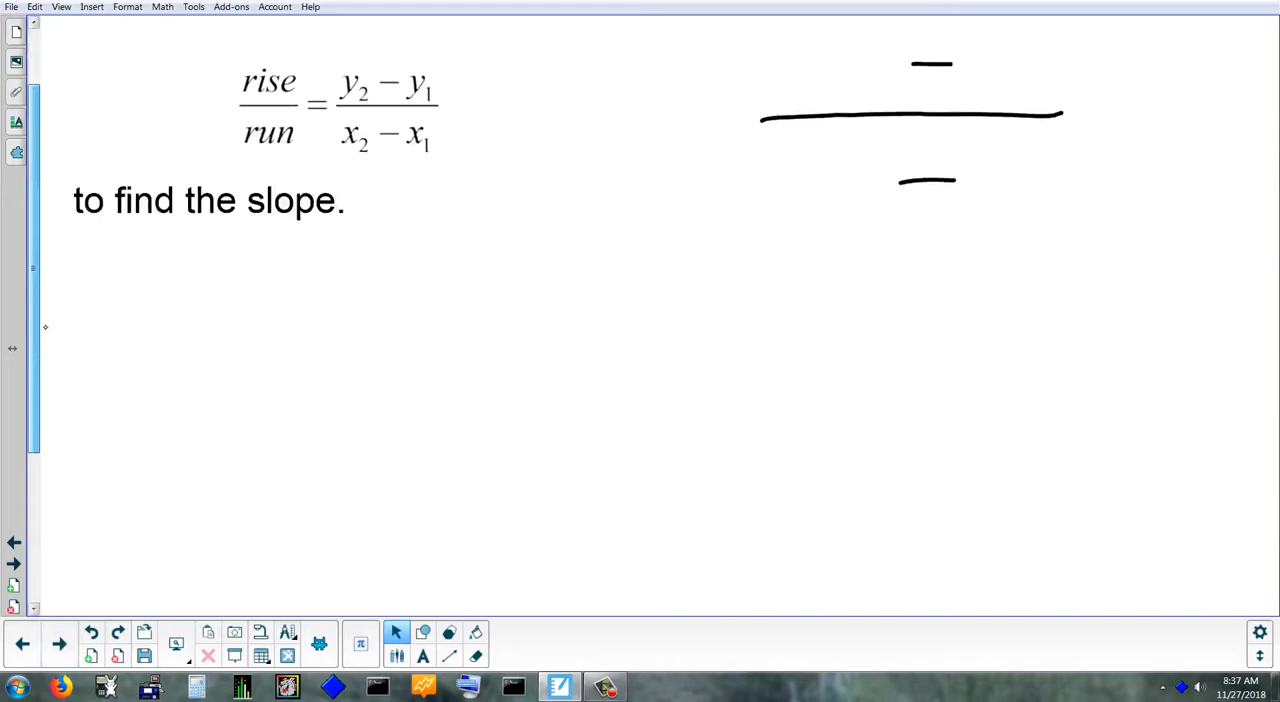 File Edit View Insert Format Math Tools Add-ons Account Help
rise/run = y₂ − y₁/x₂ − x₁
to find the slope.
π
A
8:37 AM
11/27/2018